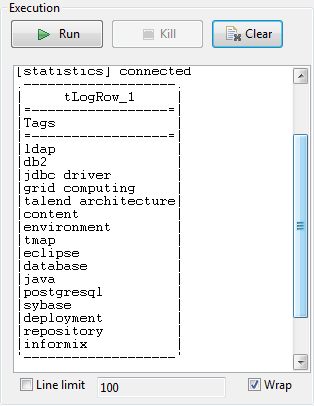 Execution
Run Kill Clear
[statistics] connected
.-------------------.
|     tLogRow_1     |
|=-----------------=|
|Tags               |
|=-----------------=|
|ldap               |
|db2                |
|jdbc driver        |
|grid computing     |
|talend architecture|
|content            |
|environment        |
|tmap               |
|eclipse            |
|database           |
|java               |
|postgresql         |
|sybase             |
|deployment         |
|repository         |
|informix           |
'-------------------'
Line limit 100 Wrap